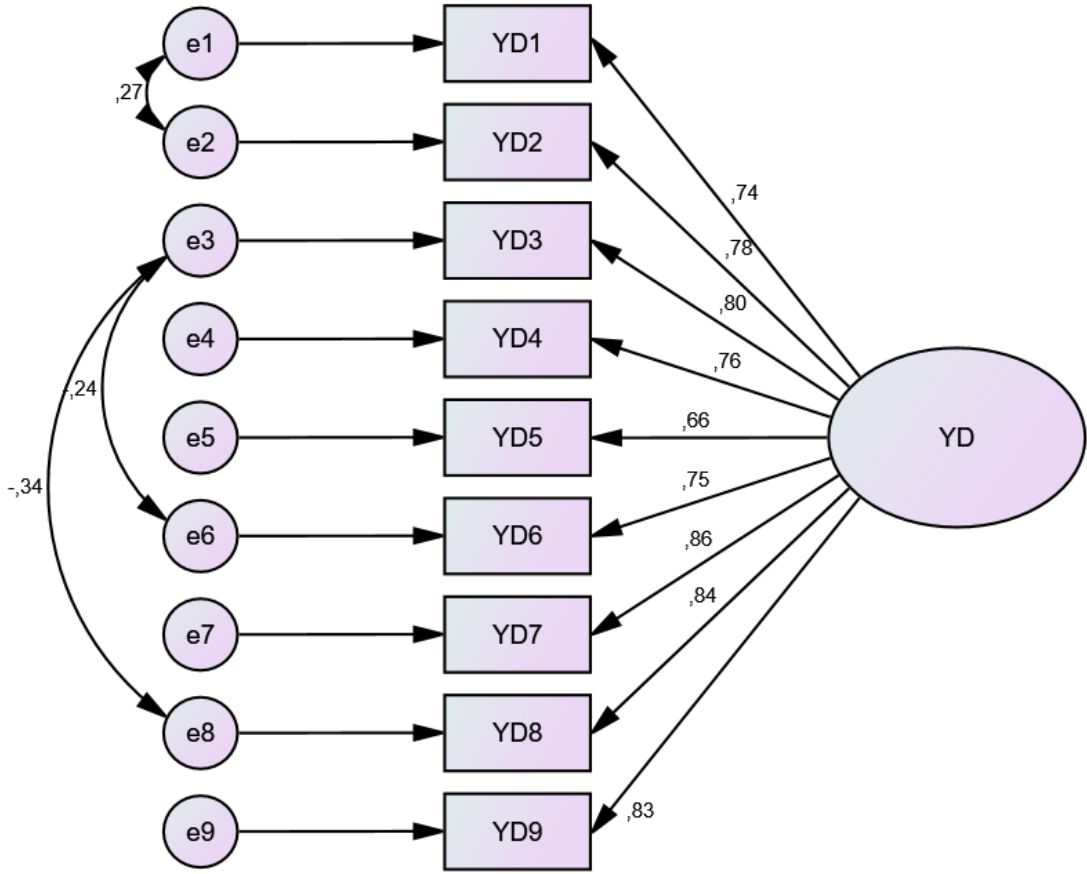 e1
YD1
,27
e2
YD2
,74
e3
YD3
,78
,80
e4
YD4
,76
-,24
e5
YD5
,66
YD
-,34
,75
e6
YD6
,86
e7
YD7
,84
e8
YD8
e9
YD9
,83